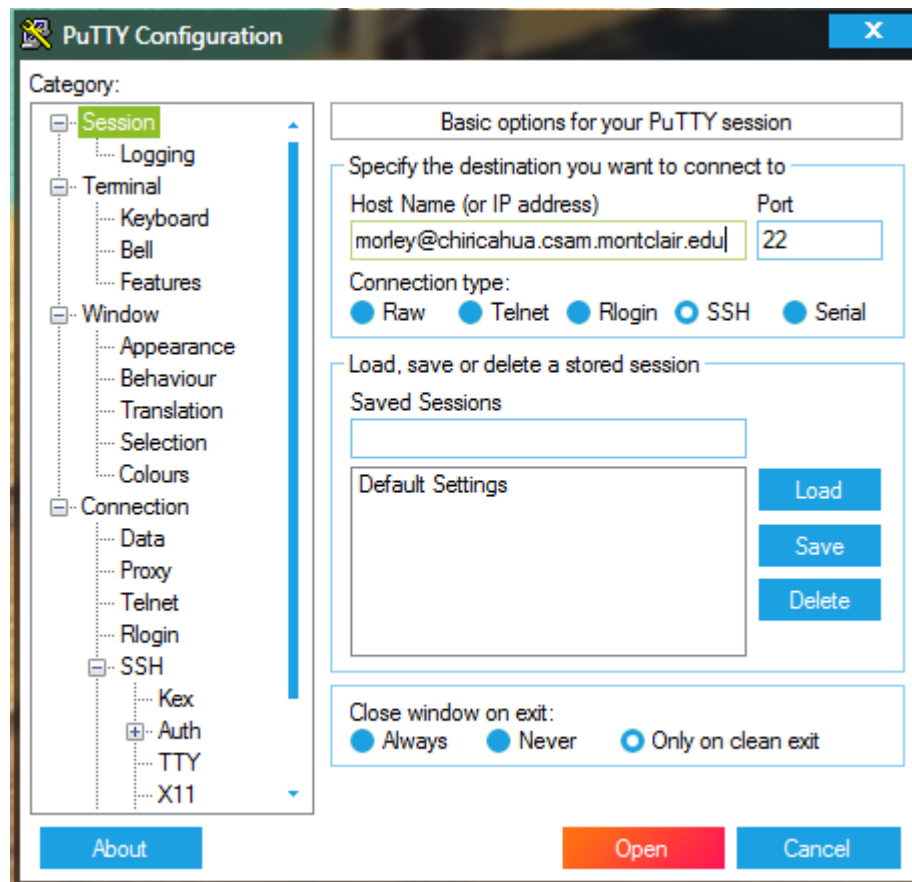 PuTTY Configuration
X
Category:
Session
Logging
Terminal
Keyboard
Bell
Features
Window
Appearance
Behaviour
Translation
Selection
Colours
Connection
Data
Proxy
Telnet
Rlogin
SSH
Kex
Auth
TTY
X11
Basic options for your PuTTY session
Specify the destination you want to connect to
Host Name (or IP address) Port
morley@chiricahua.csam.montclair.edu 22
Connection type:
Raw Telnet Rlogin SSH Serial
Load, save or delete a stored session
Saved Sessions
Default Settings
Load
Save
Delete
Close window on exit:
Always Never Only on clean exit
About Open Cancel